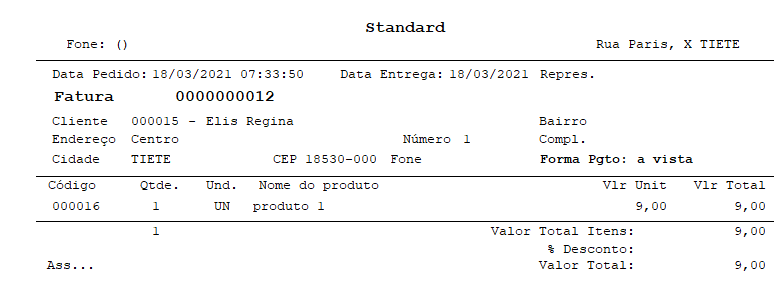 Standard
Fone: () Rua Paris, X TIETE
Data Pedido: 18/03/2021 07:33:50 Data Entrega: 18/03/2021 Repres.
Fatura 0000000012
Cliente 000015 - Elis Regina Bairro
Endereço Centro Número 1 Compl.
Cidade TIETE CEP 18530-000 Fone Forma Pgto: a vista
Código Qtde. Und. Nome do produto Vlr Unit Vlr Total
000016 1 UN produto 1 9,00 9,00
1 Valor Total Itens: 9,00
% Desconto:
Ass... Valor Total: 9,00